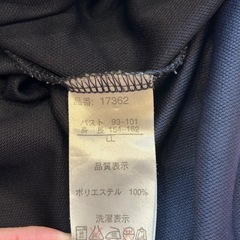 品番: 17362
バスト 93-101
身 長 154-162
LL
品質表示
ポリエステル 100%
洗濯表示